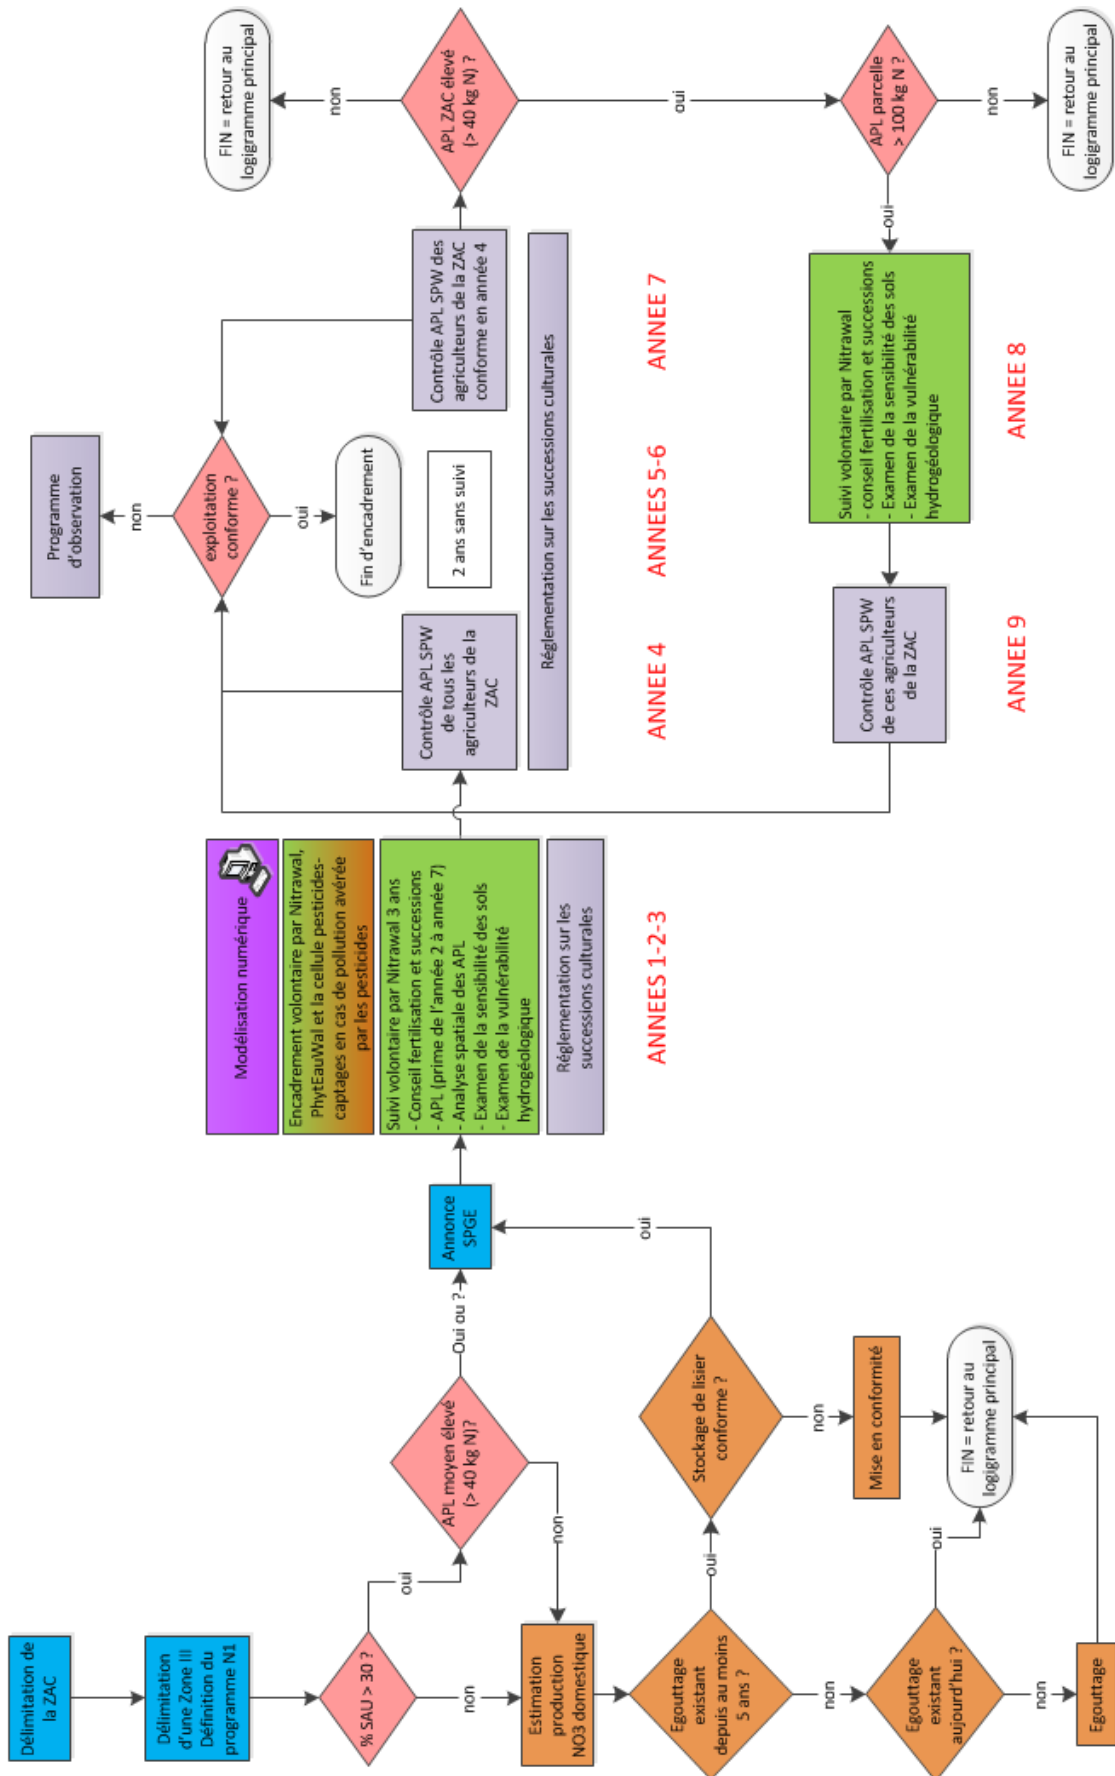 Délimitation de
la ZAC
Délimitation
d'une Zone III
Définition du
programme N1
% SAU > 30 ?
oui
non
APL moyen élevé
(> 40 kg N)?
Oui ou ?
non
Estimation
production
NO3 domestique
Egouttage
existant
depuis au moins
5 ans ?
oui
non
Stockage de lisier
conforme ?
oui
non
Mise en conformité
Egouttage
existant
aujourd'hui ?
oui
non
Egouttage
FIN = retour au
logigramme principal
Annonce
SPGE
Modélisation numérique
Encadrement volontaire par Nitrawal,
PhytEauWal et la cellule pesticides-
captages en cas de pollution avérée
par les pesticides
Suivi volontaire par Nitrawal 3 ans
- Conseil fertilisation et successions
- APL (prime de l'année 2 à année 7)
- Analyse spatiale des APL
- Examen de la sensibilité des sols
- Examen de la vulnérabilité
hydrogéologique
Réglementation sur les
successions culturales
ANNEES 1-2-3
Contrôle APL SPW
de tous les
agriculteurs de la
ZAC
ANNEE 4
Programme
d'observation
non
exploitation
conforme ?
oui
Fin d'encadrement
2 ans sans suivi
ANNEES 5-6
Contrôle APL SPW des
agriculteurs de la ZAC
conforme en année 4
Réglementation sur les successions culturales
ANNEE 7
FIN = retour au
logigramme principal
non
APL ZAC élevé
(> 40 kg N) ?
oui
APL parcelle
> 100 kg N ?
non
FIN = retour au
logigramme principal
oui
Suivi volontaire par Nitrawal
- conseil fertilisation et successions
- Examen de la sensibilité des sols
- Examen de la vulnérabilité
hydrogéologique
ANNEE 8
Contrôle APL SPW
de ces agriculteurs
de la ZAC
ANNEE 9